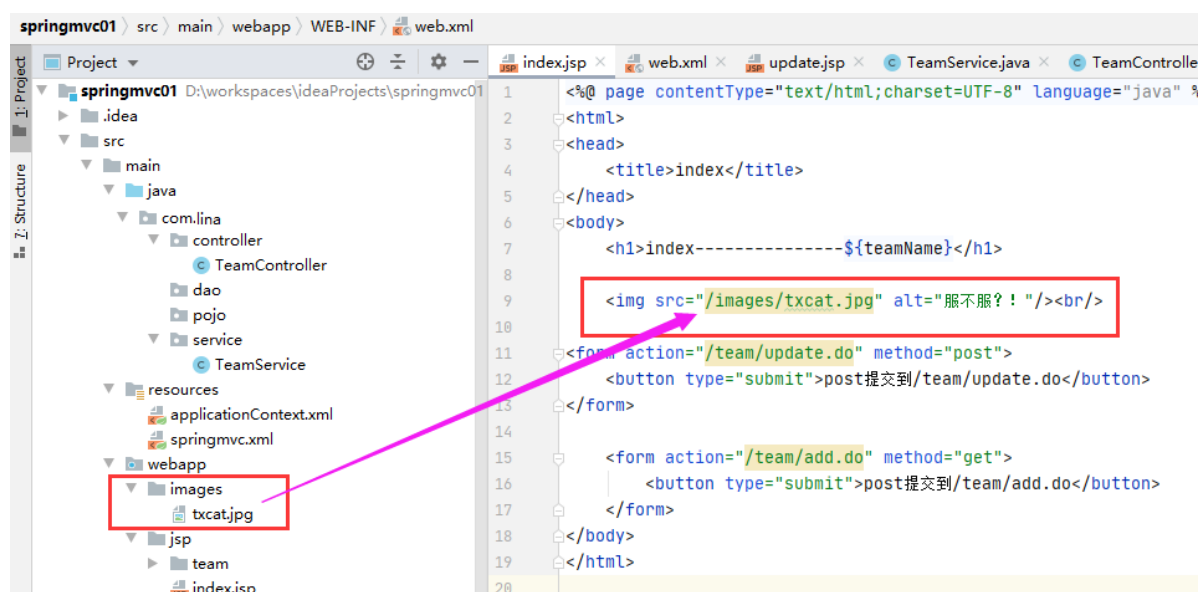 springmvc01 〉 src 〉 main 〉 webapp 〉 WEB-INF 〉 web.xml
1: Project
7: Structure
Project
springmvc01 D:\workspaces\ideaProjects\springmvc01
.idea
src
main
java
com.lina
controller
TeamController
dao
pojo
service
TeamService
resources
applicationContext.xml
springmvc.xml
webapp
images
txcat.jpg
jsp
team
index.jsp
index.jsp × web.xml × update.jsp × TeamService.java × TeamControlle
1 <%@ page contentType="text/html;charset=UTF-8" language="java" %
2 <html>
3 <head>
4 <title>index</title>
5 </head>
6 <body>
7 <h1>index---------------${teamName}</h1>
8
9 <img src="/images/txcat.jpg" alt="服不服？！"/><br/>
10
11 <form action="/team/update.do" method="post">
12 <button type="submit">post提交到/team/update.do</button>
13 </form>
14
15 <form action="/team/add.do" method="get">
16 <button type="submit">post提交到/team/add.do</button>
17 </form>
18 </body>
19 </html>
20